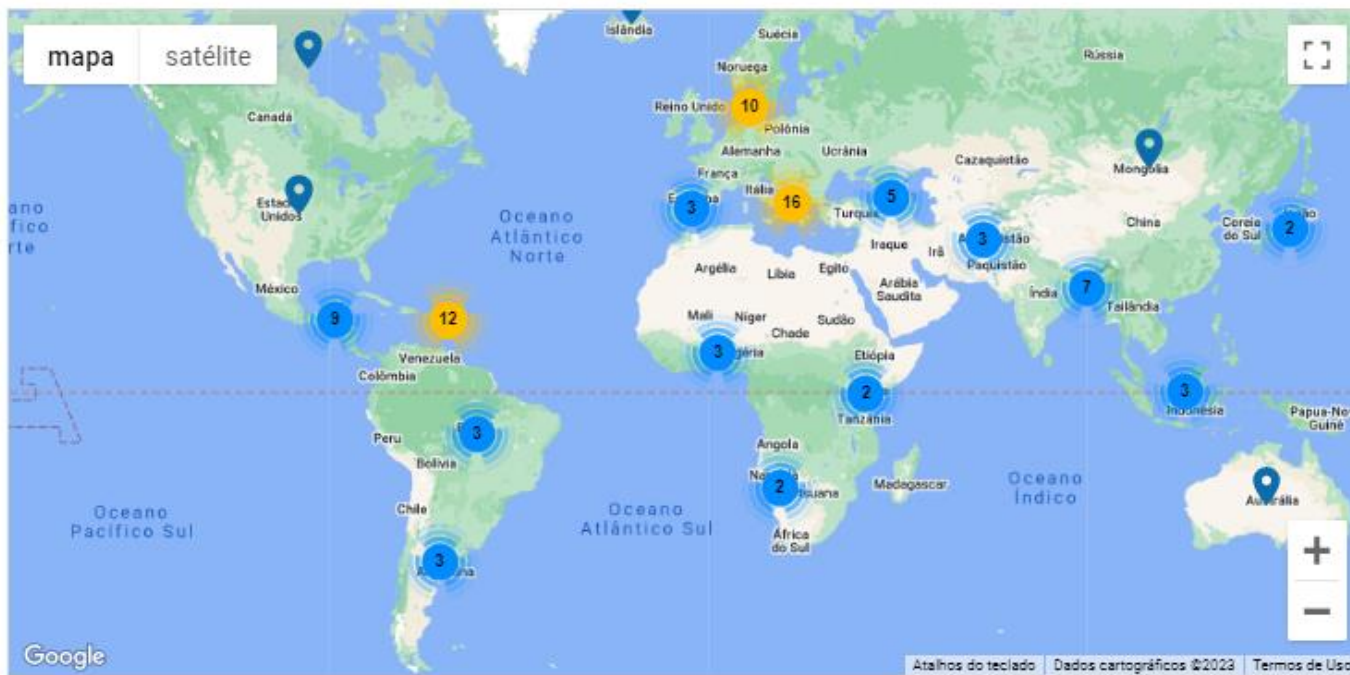 mapa
satélite
Islândia
Suécia
Noruega
Rússia
Canadá
Reino Unido
10
Polônia
Alemanha
Ucrânia
Cazaquistão
Mongólia
França
Itália
Estados
Unidos
3
16
5
Turquia
Oceano
Atlântico
Norte
China
Coreia
do Sul
2
3
Iraque
Irã
Paquistão
Argélia
Líbia
Egito
Arábia
Saudita
7
Índia
Tailândia
México
9
12
Mali
Níger
Chade
Sudão
3
Etiópia
Venezuela
Colômbia
2
Tanzânia
3
Indonésia
Papua-No
Guiné
3
Peru
Bolívia
Angola
2
Madagascar
Oceano
Índico
Austrália
Chile
Oceano
Pacífico Sul
Oceano
Atlântico Sul
África
do Sul
3
Google
Atalhos do teclado
Dados cartográficos ©2023
Termos de Uso